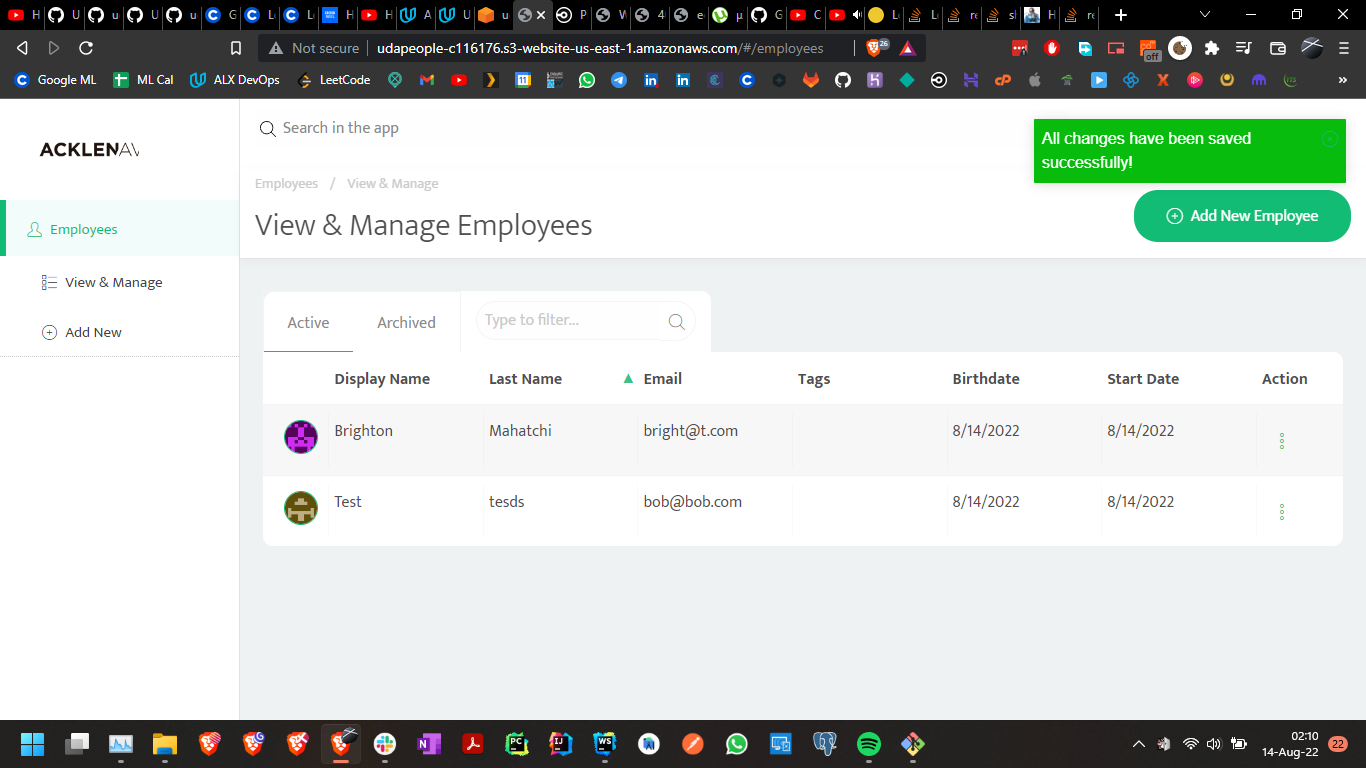 H U u U u G L L H H A U u P W 4 e µ G C L L re sl H re
Not secure udapeople-c116176.s3-website-us-east-1.amazonaws.com/#/employees 26 off
Google ML ML Cal ALX DevOps LeetCode »
ACKLENAV
Search in the app
All changes have been saved
successfully!
Employees / View & Manage
View & Manage Employees
Add New Employee
Employees
View & Manage
Add New
Active Archived Type to filter...
Display Name Last Name Email Tags Birthdate Start Date Action
Brighton Mahatchi bright@t.com 8/14/2022 8/14/2022
Test tesds bob@bob.com 8/14/2022 8/14/2022
02:10
14-Aug-22 22